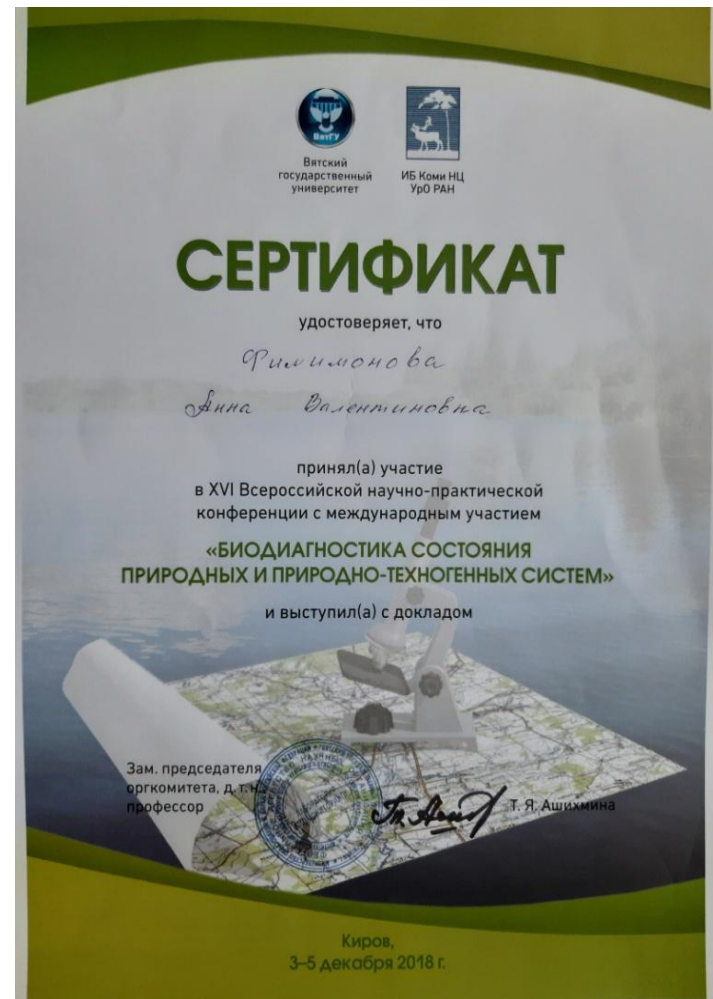 ВятГУ
Вятский
государственный
университет
ИБ Коми НЦ
УрО РАН
СЕРТИФИКАТ
удостоверяет, что
Филимонова
Анна Валентиновна
принял(а) участие
в XVI Всероссийской научно-практической
конференции с международным участием
«БИОДИАГНОСТИКА СОСТОЯНИЯ
ПРИРОДНЫХ И ПРИРОДНО-ТЕХНОГЕННЫХ СИСТЕМ»
и выступил(а) с докладом
Зам. председателя
оргкомитета, д.т.н.,
профессор
Т. Я. Ашихмина
Киров,
3–5 декабря 2018 г.